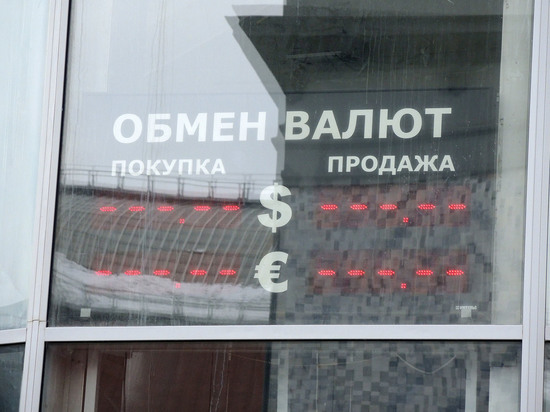 ОБМЕН ВАЛЮТ
ПОКУПКА ПРОДАЖА
--.--- $ ---.--
--.--- € ---.--